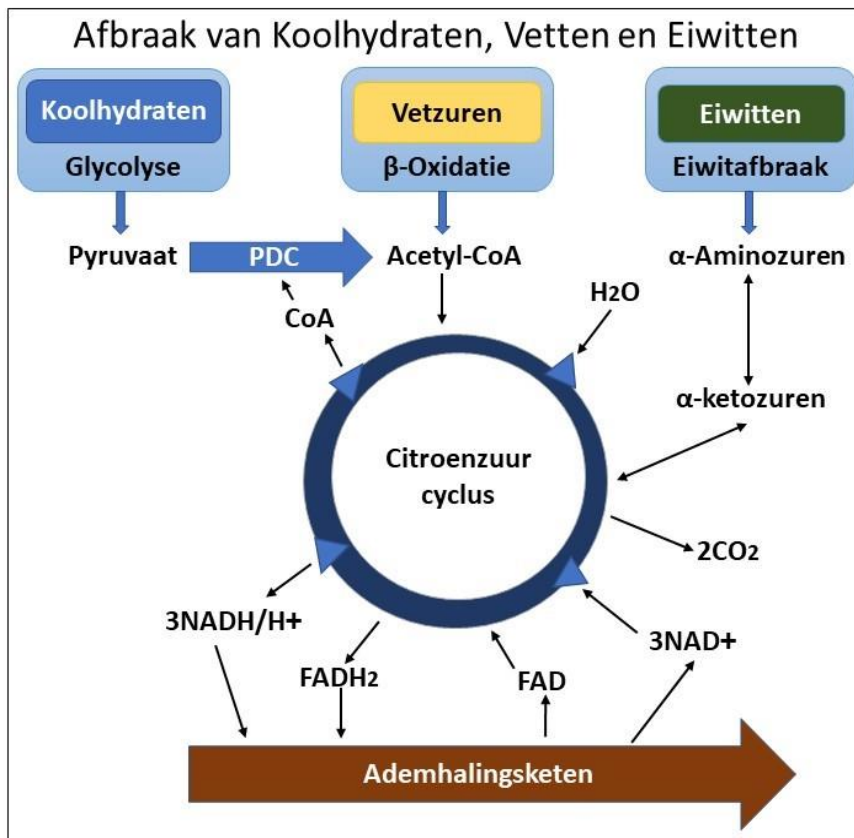 Afbraak van Koolhydraten, Vetten en Eiwitten
Koolhydraten
Glycolyse
Vetzuren
β-Oxidatie
Eiwitten
Eiwitafbraak
Pyruvaat
PDC
Acetyl-CoA
α-Aminozuren
CoA
H2O
α-ketozuren
Citroenzuur
cyclus
2CO2
3NADH/H+
FADH2
FAD
3NAD+
Ademhalingsketen